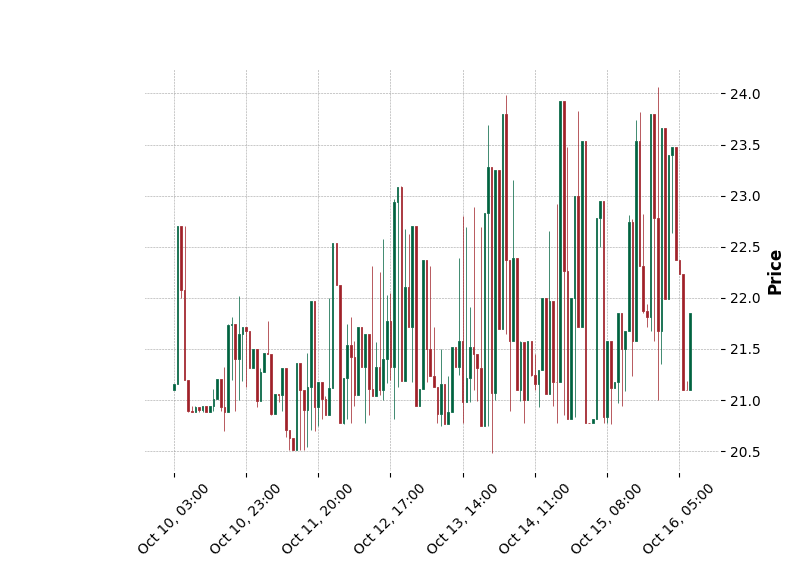 24.0
23.5
23.0
22.5
22.0
21.5
21.0
20.5
Price
Oct 10, 03:00
Oct 10, 23:00
Oct 11, 20:00
Oct 12, 17:00
Oct 13, 14:00
Oct 14, 11:00
Oct 15, 08:00
Oct 16, 05:00